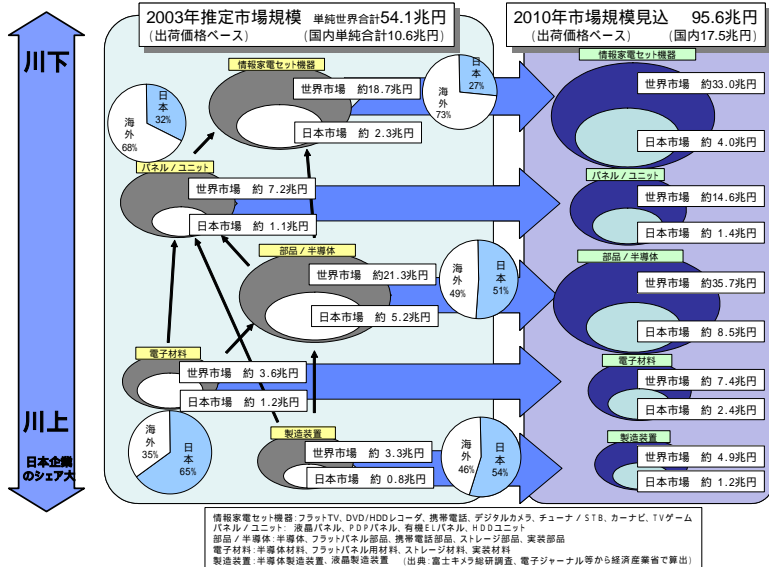 2003年推定市場規模 単純世界合計54.1兆円
(出荷価格ベース) (国内単純合計10.6兆円)
2010年市場規模見込 95.6兆円
(出荷価格ベース) (国内17.5兆円)
川下
情報家電セット機器
世界市場 約18.7兆円
日本市場 約 2.3兆円
日本
32%
海外
68%
日本
27%
海外
73%
情報家電セット機器
世界市場 約33.0兆円
日本市場 約 4.0兆円
パネル/ユニット
世界市場 約 7.2兆円
日本市場 約 1.1兆円
パネル/ユニット
世界市場 約14.6兆円
日本市場 約 1.4兆円
部品/半導体
世界市場 約21.3兆円
日本市場 約 5.2兆円
海外
49%
日本
51%
部品/半導体
世界市場 約35.7兆円
日本市場 約 8.5兆円
電子材料
世界市場 約 3.6兆円
日本市場 約 1.2兆円
電子材料
世界市場 約 7.4兆円
日本市場 約 2.4兆円
川上
日本企業
のシェア大
海外
35%
日本
65%
製造装置
世界市場 約 3.3兆円
日本市場 約 0.8兆円
海外
46%
日本
54%
製造装置
世界市場 約 4.9兆円
日本市場 約 1.2兆円
情報家電セット機器:フラットTV、DVD/HDDレコーダ、携帯電話、デジタルカメラ、チューナ/STB、カーナビ、TVゲーム
パネル/ユニット: 液晶パネル、PDPパネル、有機ELパネル、HDDユニット
部品/半導体:半導体、フラットパネル部品、携帯電話部品、ストレージ部品、実装部品
電子材料:半導体材料、フラットパネル用材料、ストレージ材料、実装材料
製造装置:半導体製造装置、液晶製造装置 (出典:富士キメラ総研調査、電子ジャーナル等から経済産業省で算出)